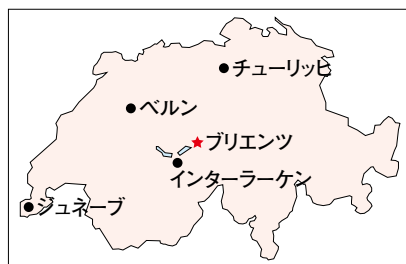 チューリッヒ
ベルン
ブリエンツ
インターラーケン
ジュネーブ